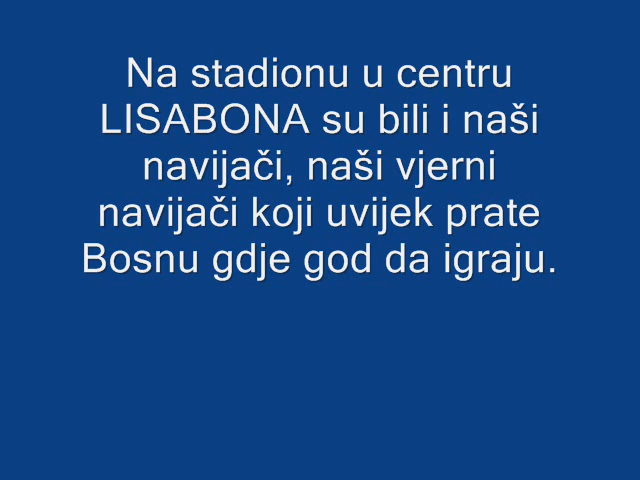 Na stadionu u centru
LISABONA su bili i naši
navijači, naši vjerni
navijači koji uvijek prate
Bosnu gdje god da igraju.